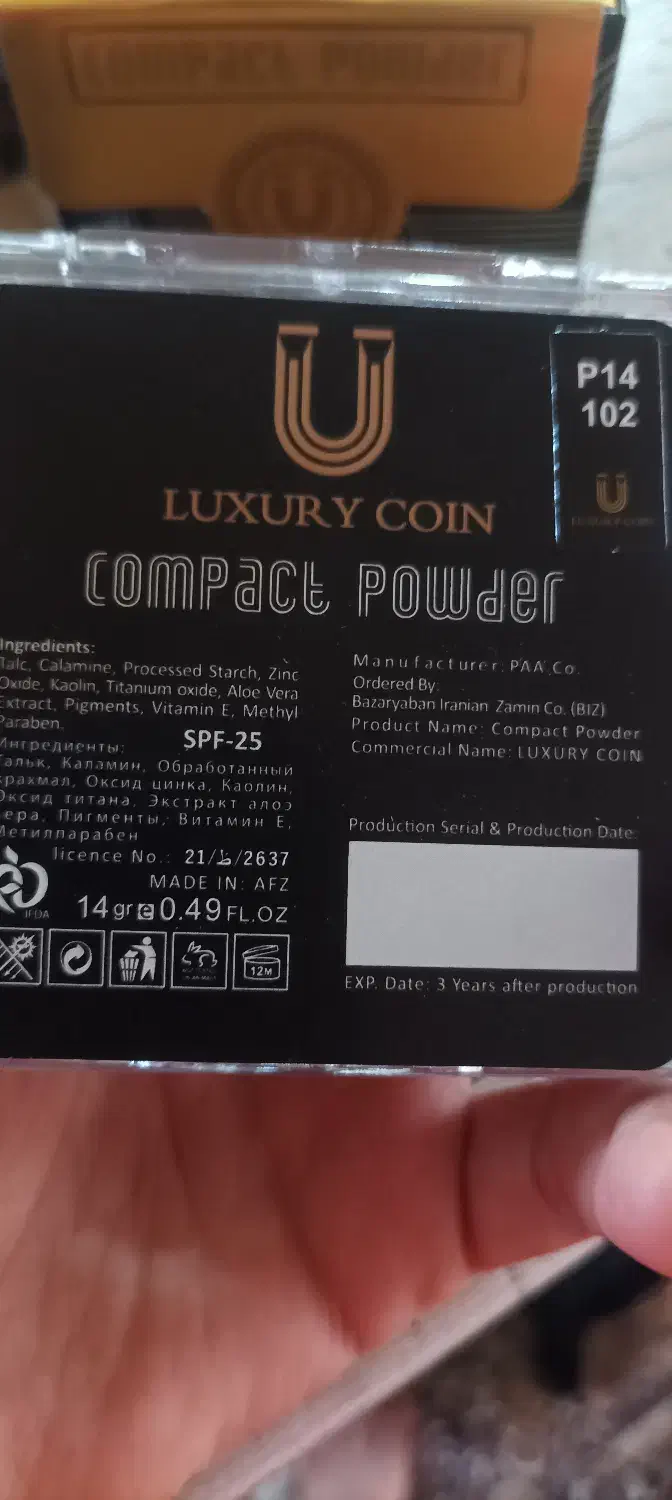 COMPACT POWDER
P14
102
LUXURY COIN
LUXURY COIN
COMPACT POWDER
Ingredients:
Talc, Calamine, Processed Starch, Zinc
Oxide, Kaolin, Titanium oxide, Aloe Vera
Extract, Pigments, Vitamin E, Methyl
Paraben.
SPF-25
Ингредиенты:
Тальк, Каламин, Обработанный
крахмал, Оксид цинка, Каолин,
Оксид титана, Экстракт алоэ
вера, Пигменты, Витамин Е,
Метилпарабен
licence No.: 21/ظ/2637
MADE IN: AFZ
IFDA
14 gr e 0.49 FL.OZ
12M
Manufacturer: PAA Co.
Ordered By:
Bazaryaban Iranian Zamin Co. (BIZ)
Product Name: Compact Powder
Commercial Name: LUXURY COIN
Production Serial & Production Date:
EXP. Date: 3 Years after production